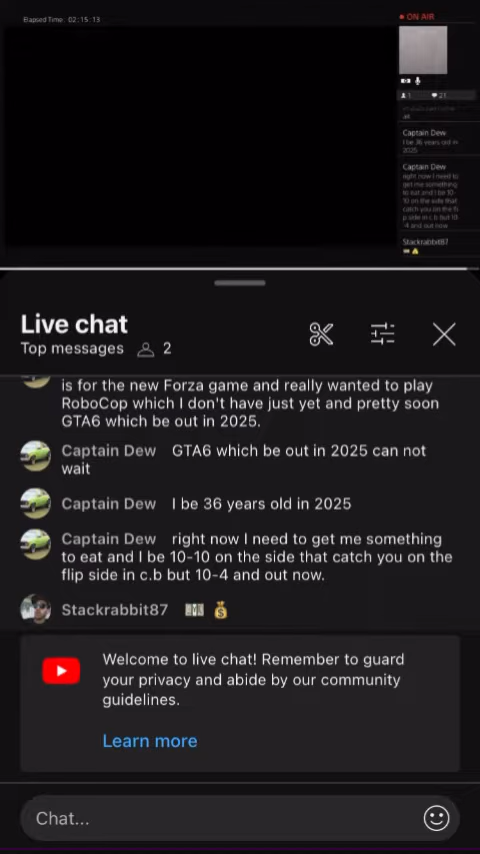 Elapsed Time: 02:15:13
ON AIR
1
21
Captain Dew
I be 36 years old in
2025
Captain Dew
right now I need to
get me something
to eat and I be 10-
10 on the side that
catch you on the fli
p side in c.b but 10
-4 and out now.
Stackrabbit87
Live chat
Top messages 2
is for the new Forza game and really wanted to play
RoboCop which I don't have just yet and pretty soon
GTA6 which be out in 2025.
Captain Dew GTA6 which be out in 2025 can not
wait
Captain Dew I be 36 years old in 2025
Captain Dew right now I need to get me something
to eat and I be 10-10 on the side that catch you on the
flip side in c.b but 10-4 and out now.
Stackrabbit87 💵 💰
Welcome to live chat! Remember to guard
your privacy and abide by our community
guidelines.
Learn more
Chat...